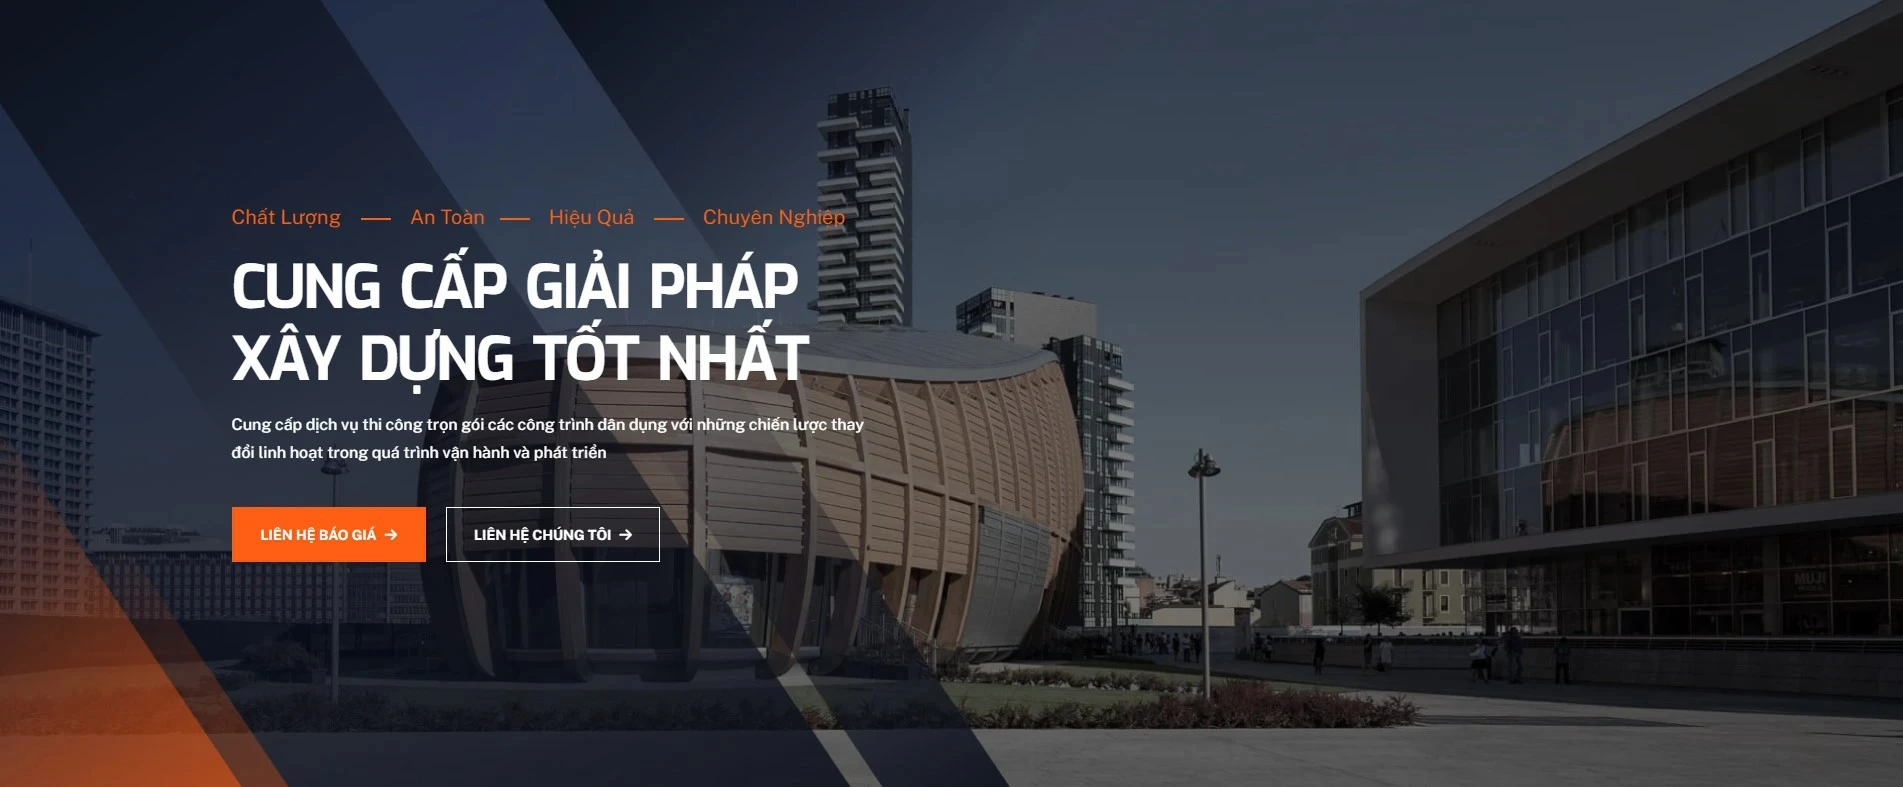 Chất Lượng — An Toàn — Hiệu Quả — Chuyên Nghiệp
CUNG CẤP GIẢI PHÁP
XÂY DỰNG TỐT NHẤT
Cung cấp dịch vụ thi công trọn gói các công trình dân dụng với những chiến lược thay
đổi linh hoạt trong quá trình vận hành và phát triển
LIÊN HỆ BÁO GIÁ → LIÊN HỆ CHÚNG TÔI →
MUJI